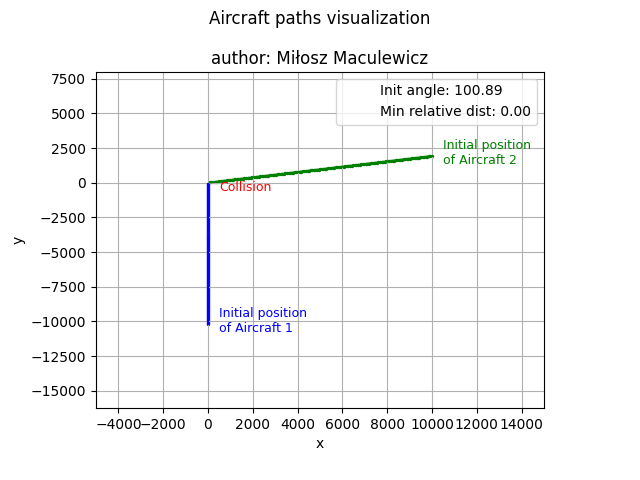 Aircraft paths visualization
author: Miłosz Maculewicz
Init angle: 100.89
Min relative dist: 0.00
7500
5000
2500
0
−2500
−5000
−7500
−10000
−12500
−15000
y
Initial position
of Aircraft 2
Collision
Initial position
of Aircraft 1
−4000 −2000 0 2000 4000 6000 8000 10000 12000 14000
x